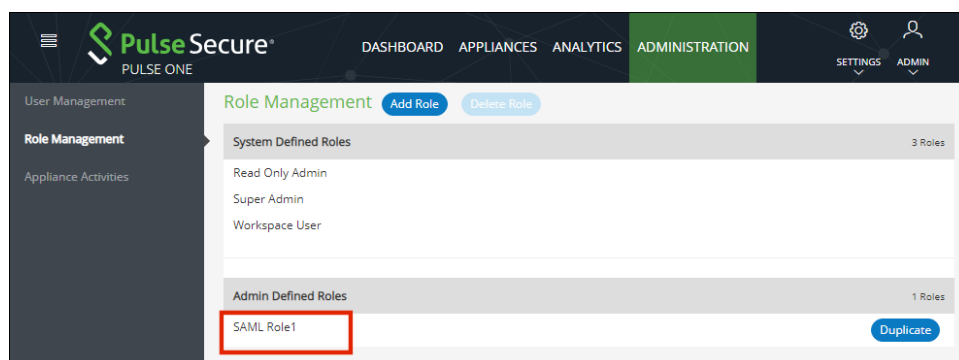 Pulse Secure®
PULSE ONE
DASHBOARD APPLIANCES ANALYTICS ADMINISTRATION
SETTINGS ADMIN
User Management
Role Management
Appliance Activities
Role Management Add Role Delete Role
System Defined Roles 3 Roles
Read Only Admin
Super Admin
Workspace User
Admin Defined Roles 1 Roles
SAML Role1 Duplicate